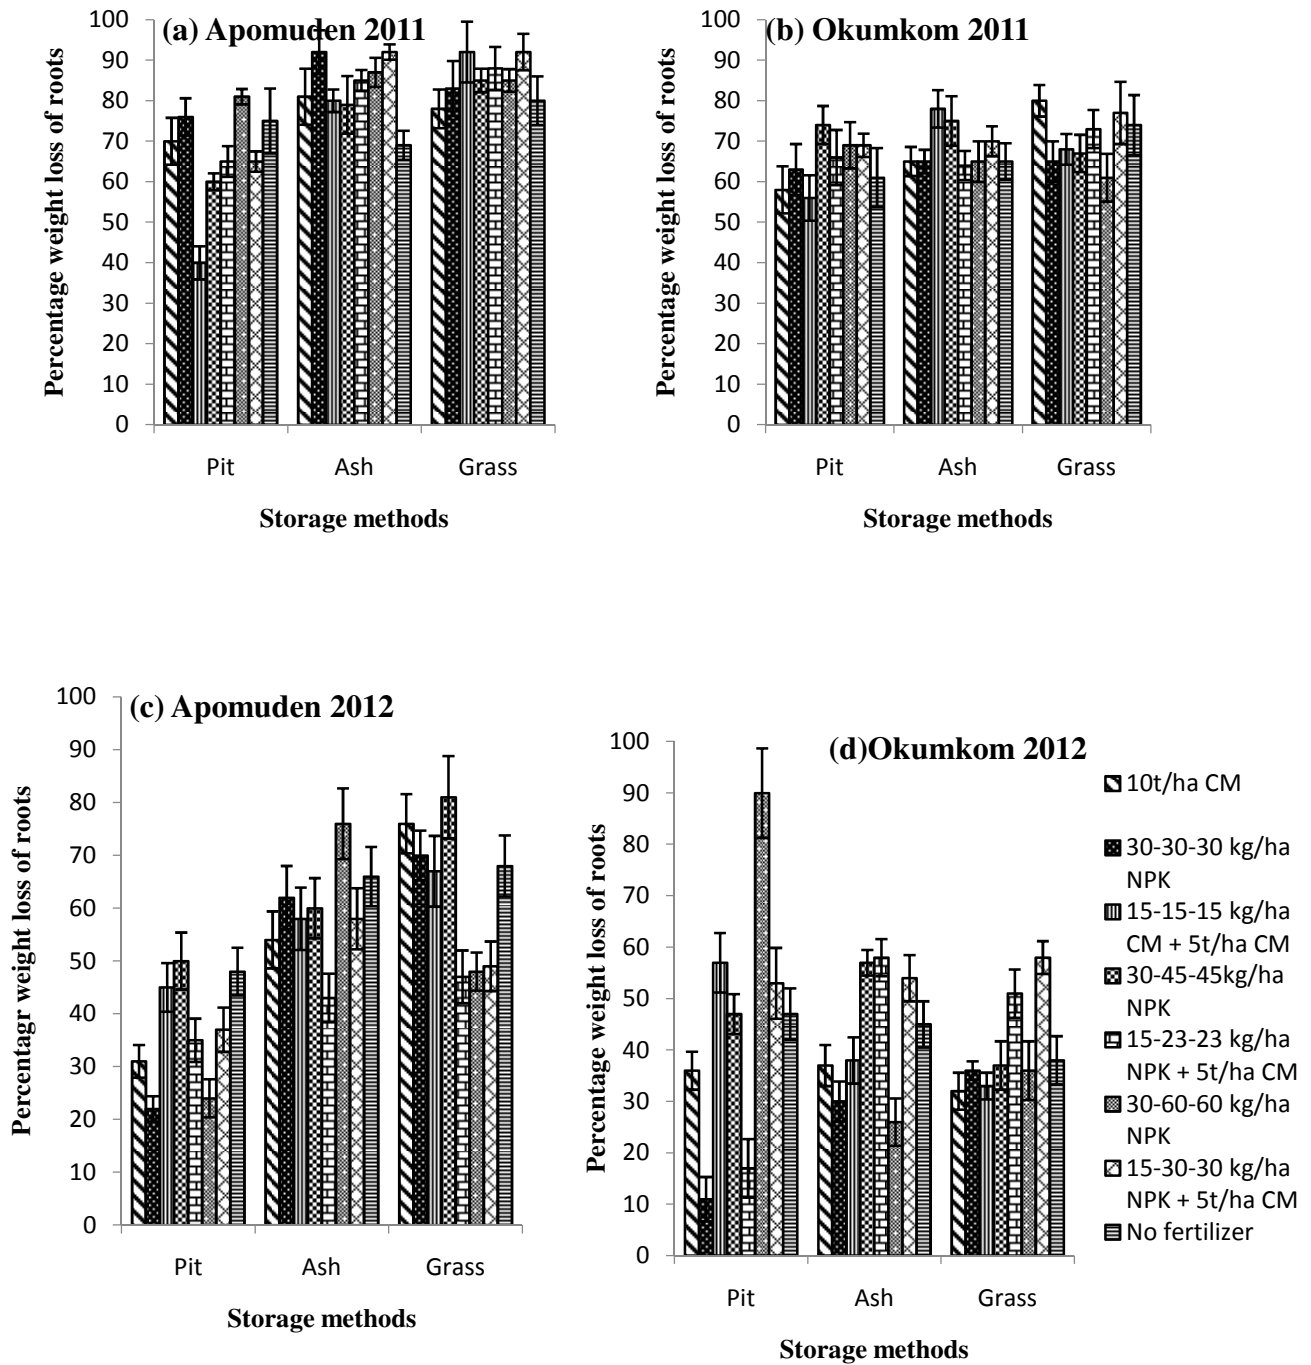 (a) Apomuden 2011
Percentage weight loss of roots
100
90
80
70
60
50
40
30
20
10
0
Pit Ash Grass
Storage methods
(b) Okumkom 2011
Percentage weight loss of roots
100
90
80
70
60
50
40
30
20
10
0
Pit Ash Grass
Storage methods
(c) Apomuden 2012
Percentagr weight loss of roots
100
90
80
70
60
50
40
30
20
10
0
Pit Ash Grass
Storage methods
(d)Okumkom 2012
Percentage weight loss of roots
100
90
80
70
60
50
40
30
20
10
0
Pit Ash Grass
Storage methods
10t/ha CM
30-30-30 kg/ha
NPK
15-15-15 kg/ha
CM + 5t/ha CM
30-45-45kg/ha
NPK
15-23-23 kg/ha
NPK + 5t/ha CM
30-60-60 kg/ha
NPK
15-30-30 kg/ha
NPK + 5t/ha CM
No fertilizer